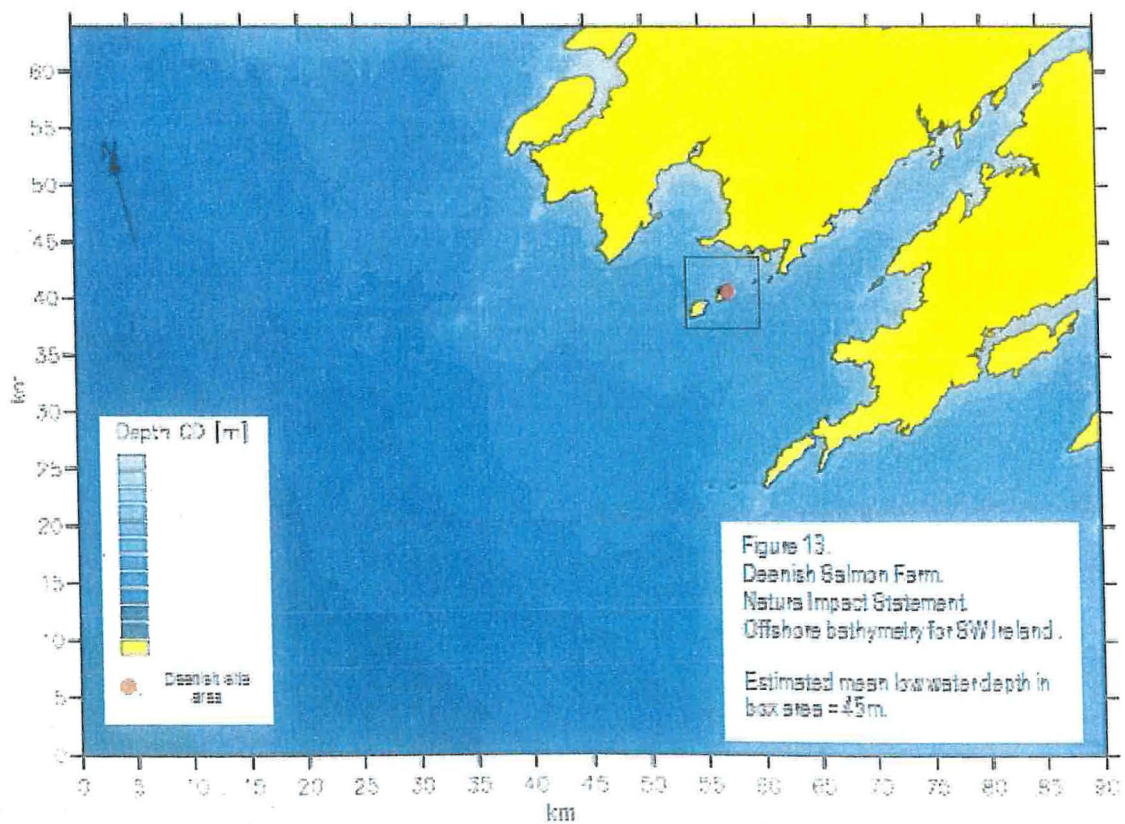 60
55
50
45
40
35
30
25
20
15
10
5
0
km
N
Depth CD [m]
Deenish site
area
Figure 13.
Deenish Salmon Farm.
Natura Impact Statement.
Offshore bathymetry for SW Ireland.
Estimated mean low water depth in
box area = 45m.
0 5 10 15 20 25 30 35 40 45 50 55 60 65 70 75 80 85 90
km